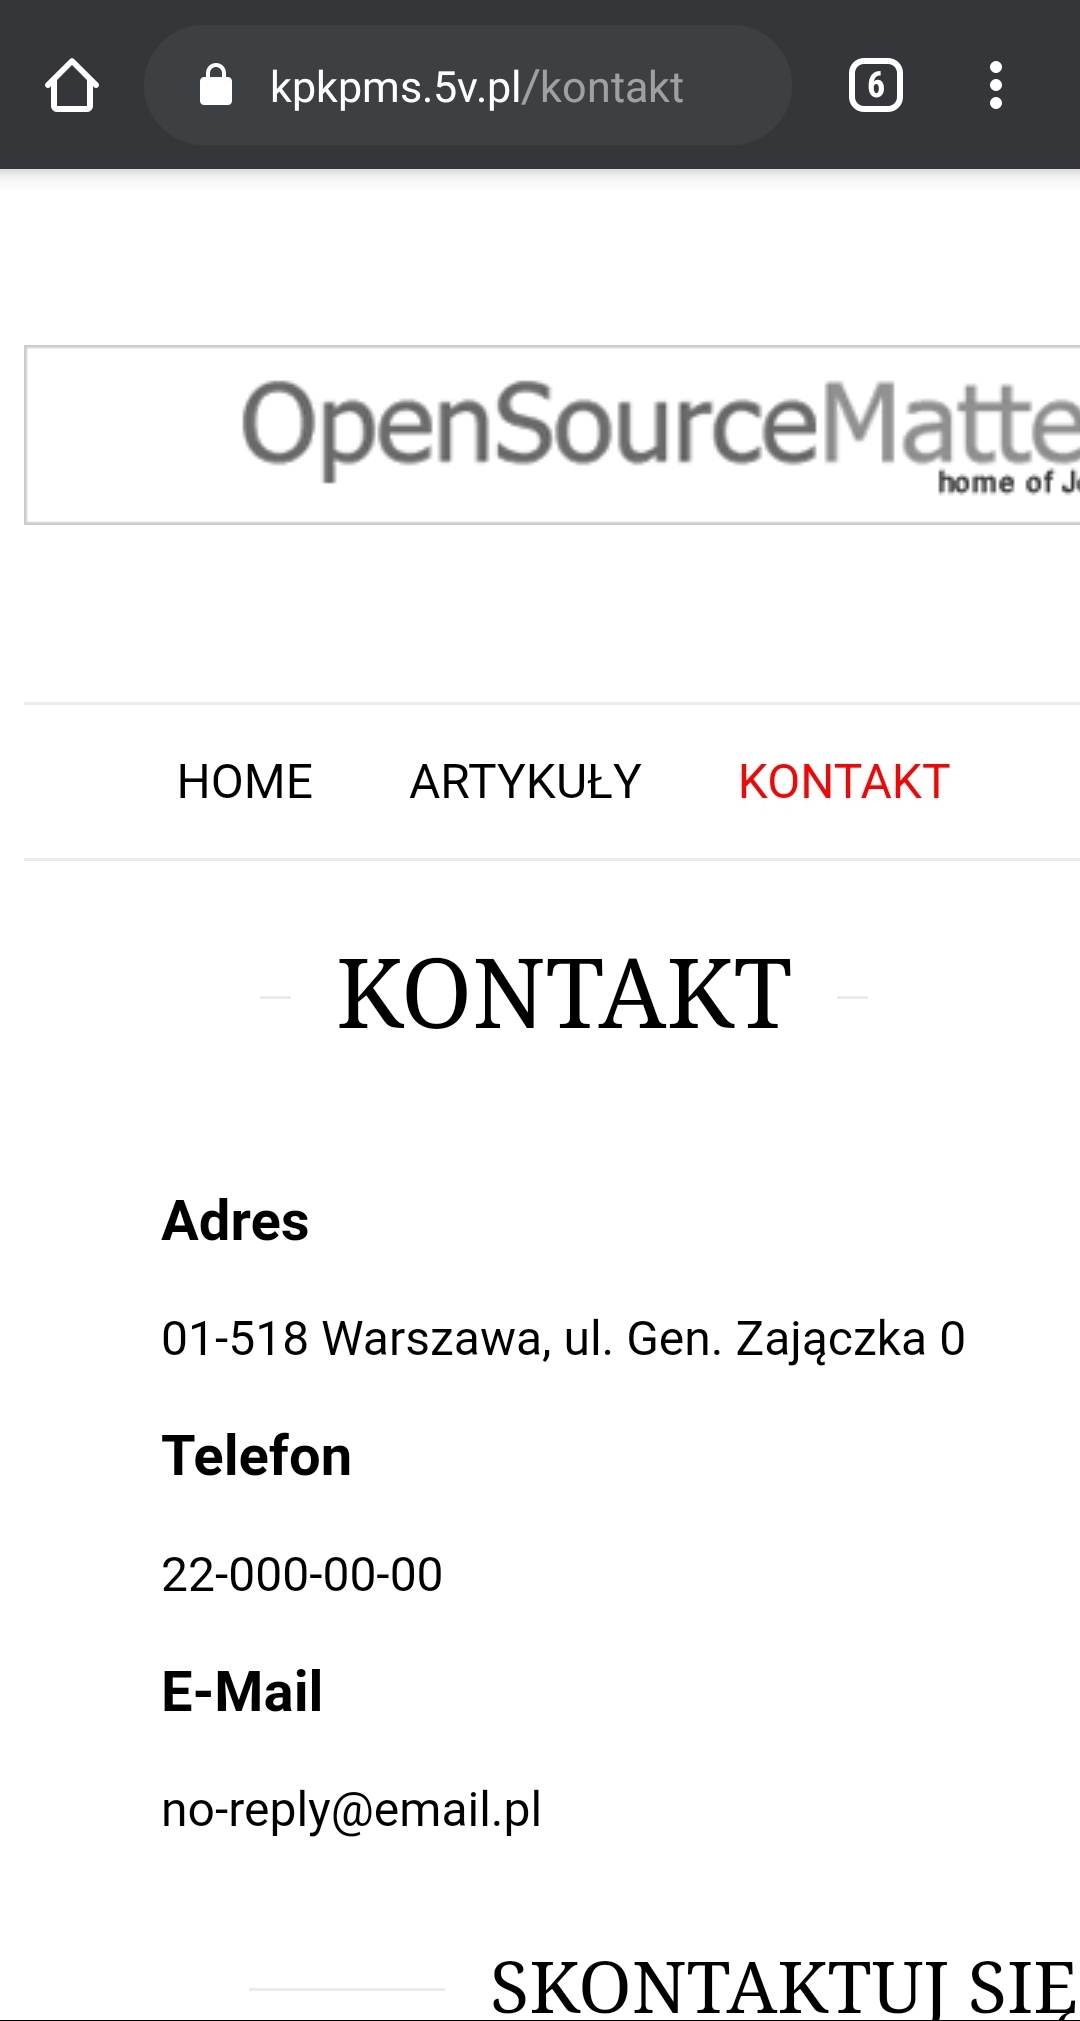 kpkpms.5v.pl/kontakt
6
OpenSourceMatte
home of J
HOME ARTYKUŁY KONTAKT
KONTAKT
Adres
01-518 Warszawa, ul. Gen. Zajączka 0
Telefon
22-000-00-00
E-Mail
no-reply@email.pl
SKONTAKTUJ SIĘ